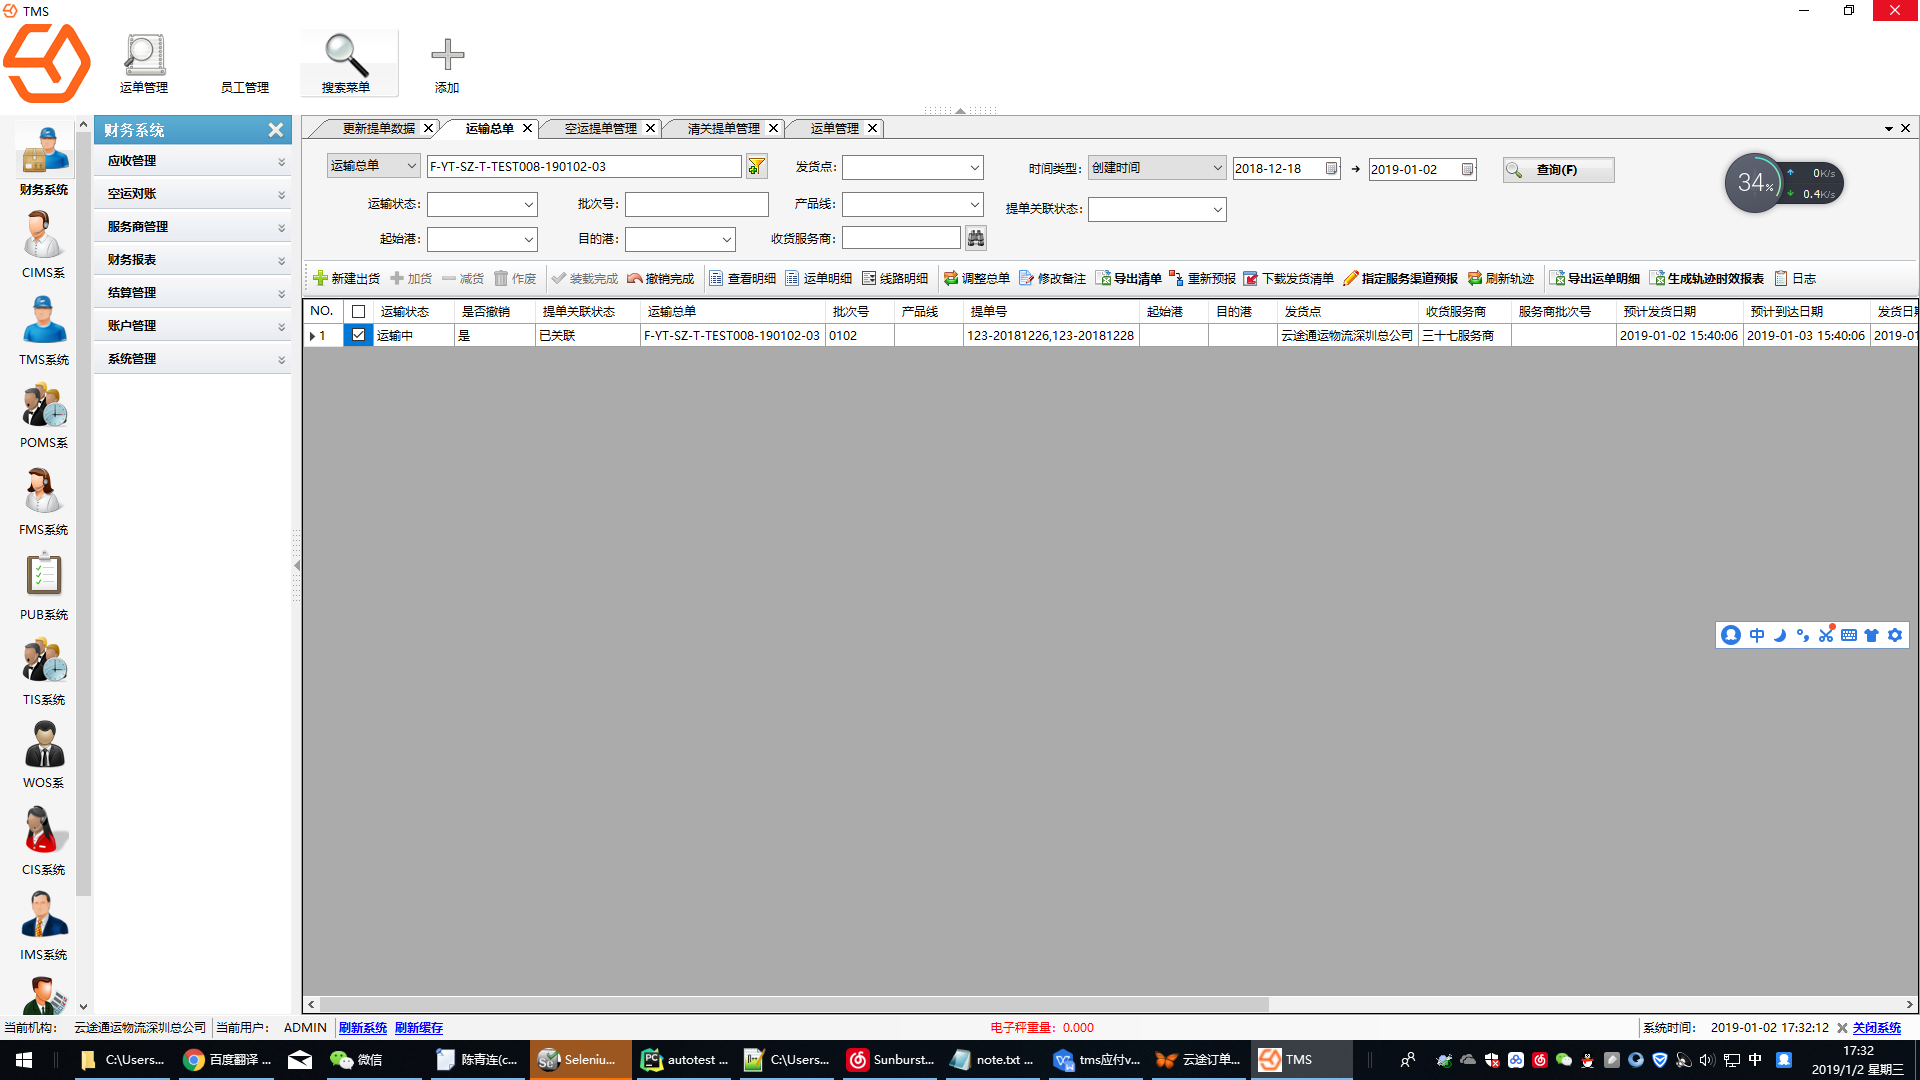 TMS
运单管理
员工管理
搜索菜单
添加
财务系统
CIMS系
TMS系统
POMS系
FMS系统
PUB系统
TIS系统
WOS系
CIS系统
IMS系统
财务系统
应收管理
空运对账
服务商管理
财务报表
结算管理
账户管理
系统管理
更新提单数据 运输总单 空运提单管理 清关提单管理 运单管理
运输总单 F-YT-SZ-T-TEST008-190102-03 发货点: 时间类型: 创建时间 2018-12-18 → 2019-01-02 查询(F)
运输状态: 批次号: 产品线: 提单关联状态:
起始港: 目的港: 收货服务商:
34% 0K/s
0.4K/s
新建出货 加货 减货 作废 装载完成 撤销完成 查看明细 运单明细 线路明细 调整总单 修改备注 导出清单 重新预报 下载发货清单 指定服务渠道预报 刷新轨迹 导出运单明细 生成轨迹时效报表 日志
NO. 运输状态 是否撤销 提单关联状态 运输总单 批次号 产品线 提单号 起始港 目的港 发货点 收货服务商 服务商批次号 预计发货日期 预计到达日期 发货日
1 运输中 是 已关联 F-YT-SZ-T-TEST008-190102-03 0102 123-20181226,123-20181228 云途通运物流深圳总公司 三十七服务商 2019-01-02 15:40:06 2019-01-03 15:40:06 2019-01
中
当前机构: 云途通运物流深圳总公司 当前用户: ADMIN 刷新系统 刷新缓存 电子秤重量: 0.000 系统时间: 2019-01-02 17:32:12 关闭系统
C:\Users... 百度翻译 ... 微信 陈青连(c... Seleniu... autotest ... C:\Users... Sunburst... note.txt ... tms应付v... 云途订单... TMS 中 17:32
2019/1/2 星期三